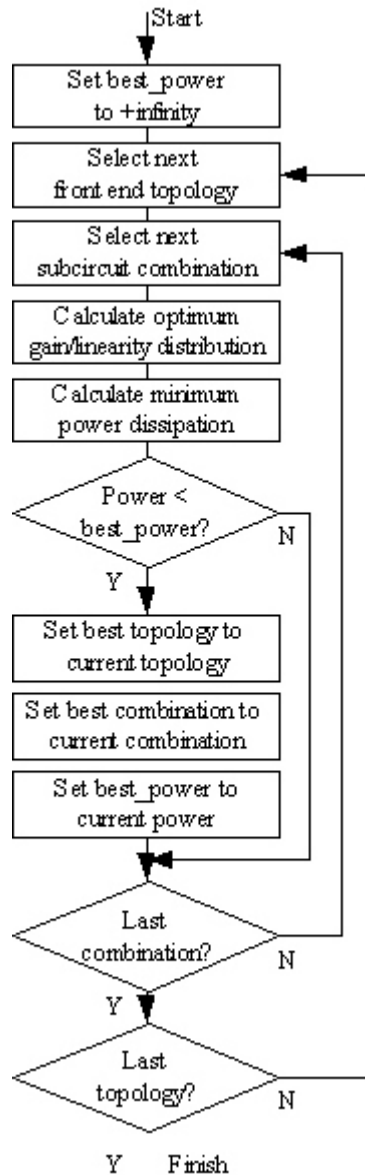 Start
Set best_power
to +infinity
Select next
front end topology
Select next
subcircuit combination
Calculate optimum
gain/linearity distribution
Calculate minimum
power dissipation
Power <
best_power?
N
Y
Set best topology to
current topology
Set best combination to
current combination
Set best_power to
current power
Last
combination?
N
Y
Last
topology?
N
Y Finish